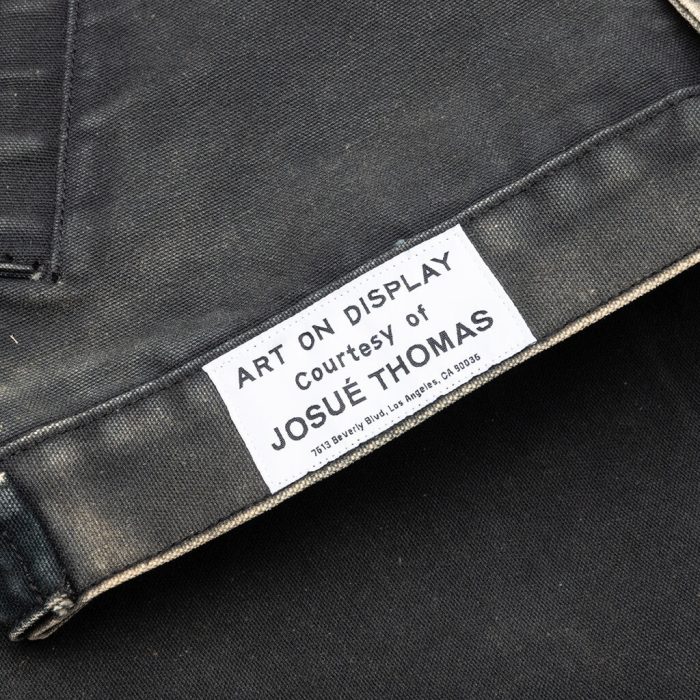 ART ON DISPLAY
Courtesy of
JOSUÉ THOMAS
7613 Beverly Blvd, Los Angeles, CA 90036